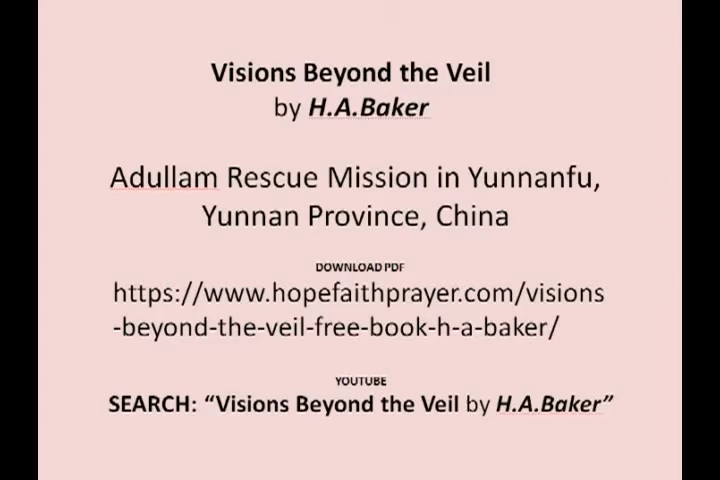 Visions Beyond the Veil
by H.A.Baker
Adullam Rescue Mission in Yunnanfu,
Yunnan Province, China
DOWNLOAD PDF
https://www.hopefaithprayer.com/visions
-beyond-the-veil-free-book-h-a-baker/
YOUTUBE
SEARCH: “Visions Beyond the Veil by H.A.Baker”